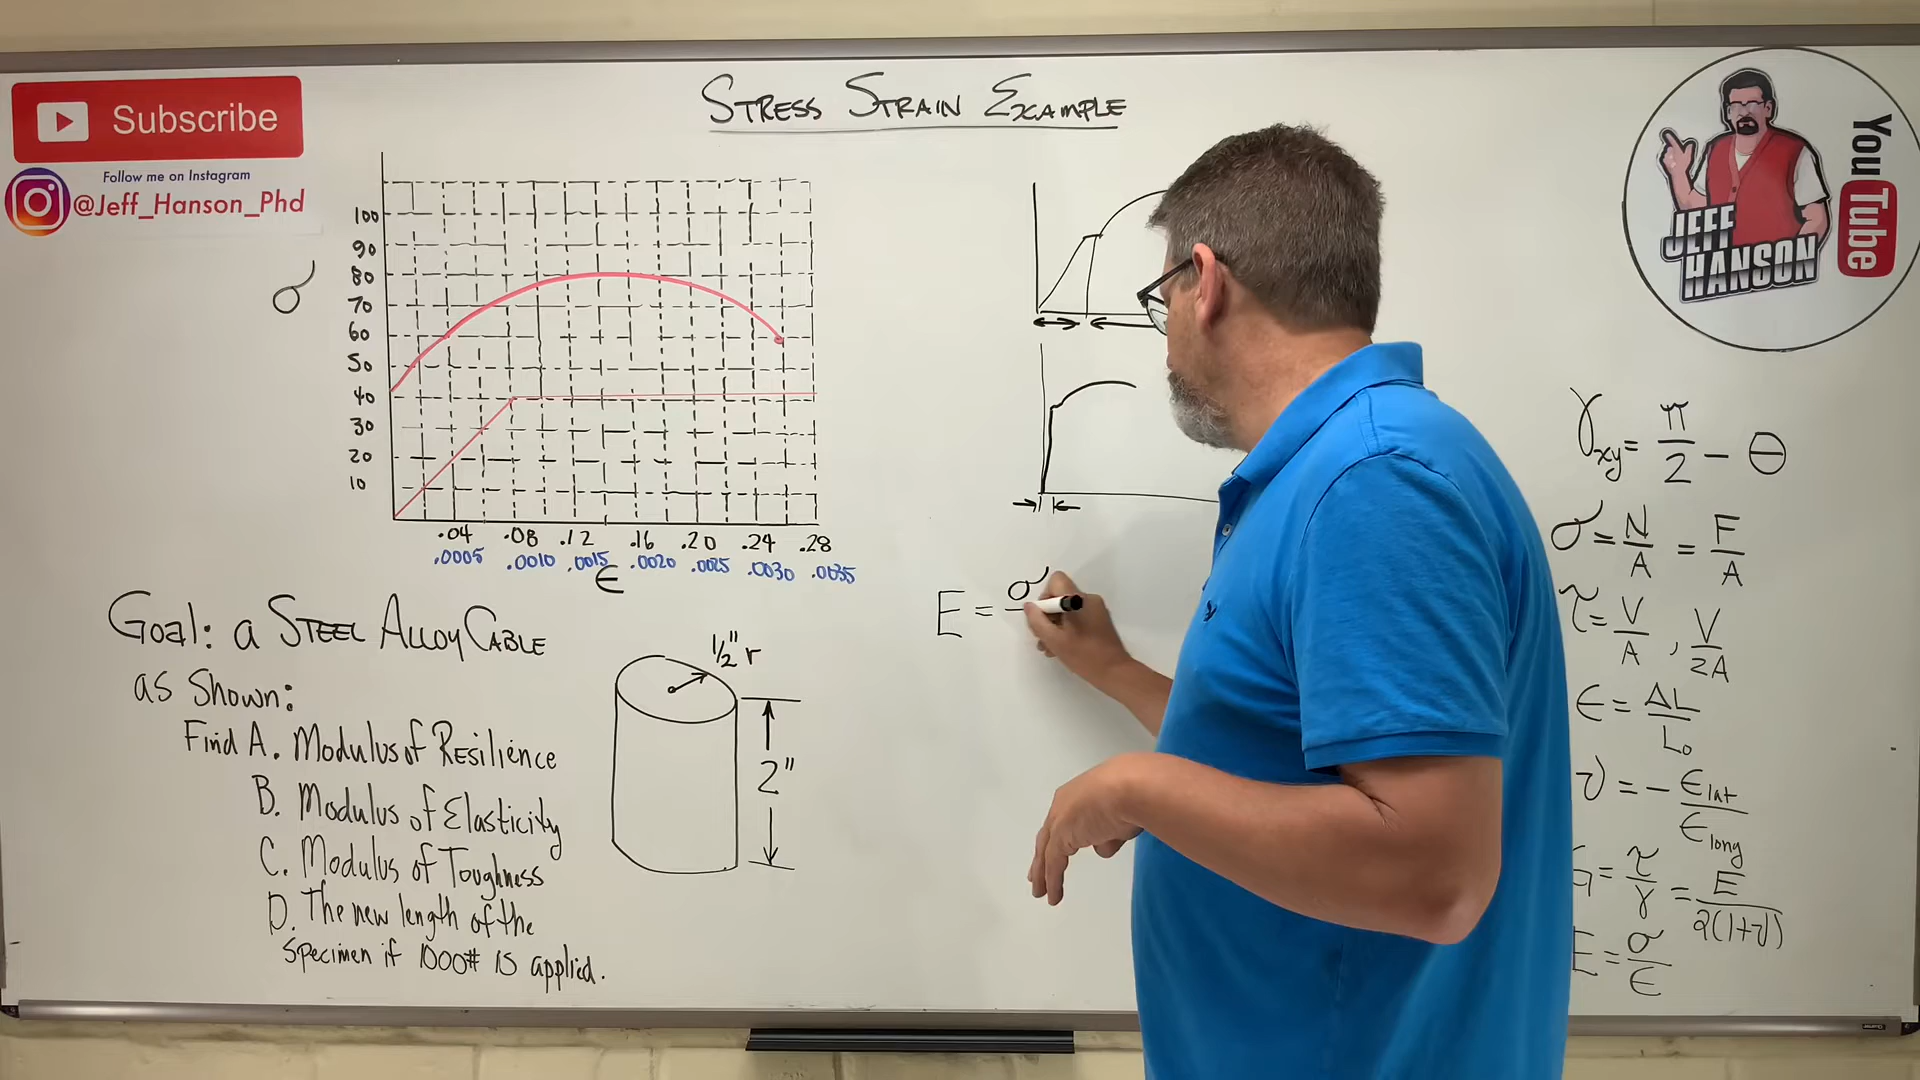 Subscribe
Follow me on Instagram
@Jeff_Hanson_Phd
STRESS STRAIN EXAMPLE
JEFF
HANSON
YouTube
σ
100
90
80
70
60
50
40
30
20
10
.04 .08 .12 .16 .20 .24 .28
.0005 .0010 .0015 .0020 .0025 .0030 .0035
ϵ
Goal: a STEEL ALLOY CABLE
as Shown:
Find A. Modulus of Resilience
B. Modulus of Elasticity
C. Modulus of Toughness
D. The new length of the
Specimen if 1000# is applied.
1/2" r
2"
E = σ
γxy = π/2 - θ
σ = N/A = F/A
τ = V/A , V/2A
ϵ = ΔL/L₀
ν = - ϵlat/ϵlong
G = τ/γ = E/2(1+ν)
E = σ/ϵ